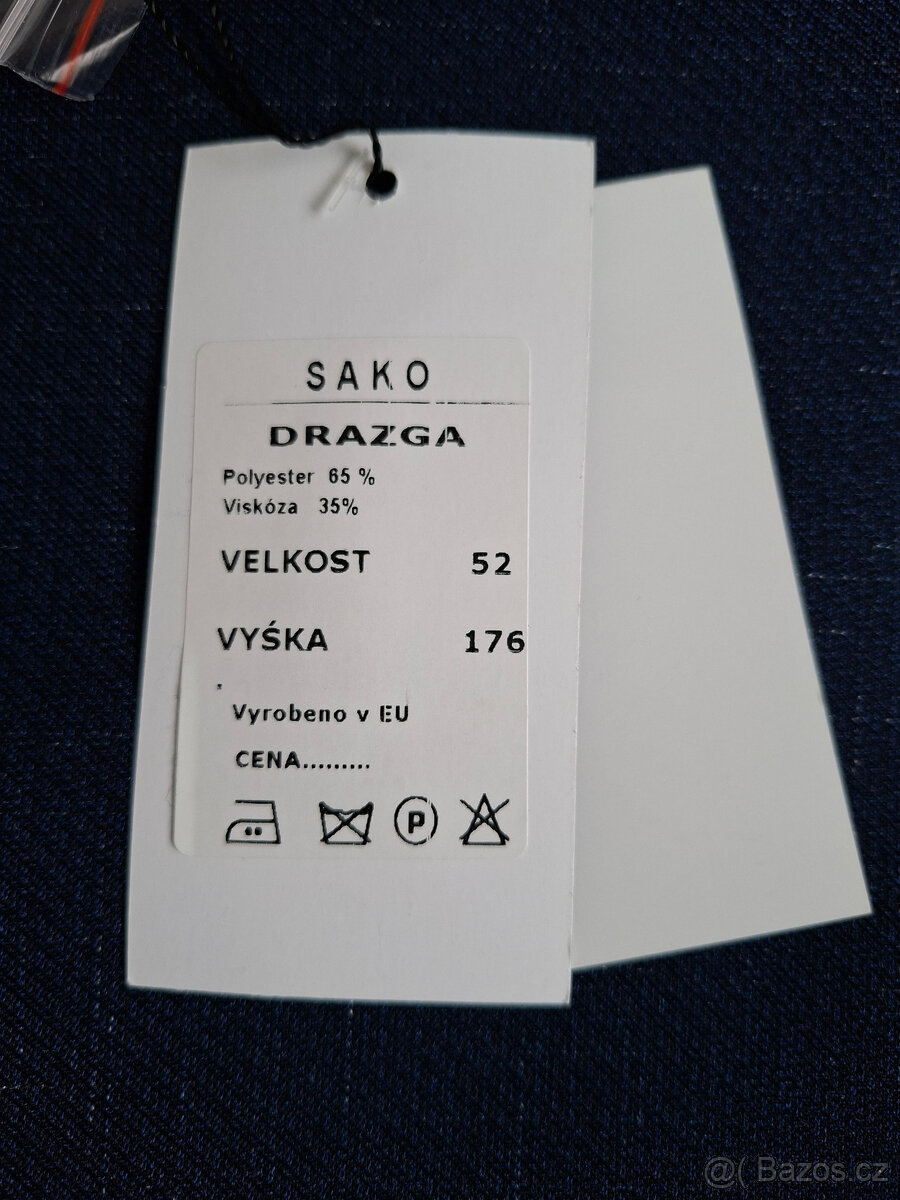 SAKO
DRAZGA
Polyester 65 %
Viskóza 35%
VELKOST 52
VYŚKA 176
Vyrobeno v EU
CENA.........
P
@( Bazos.cz